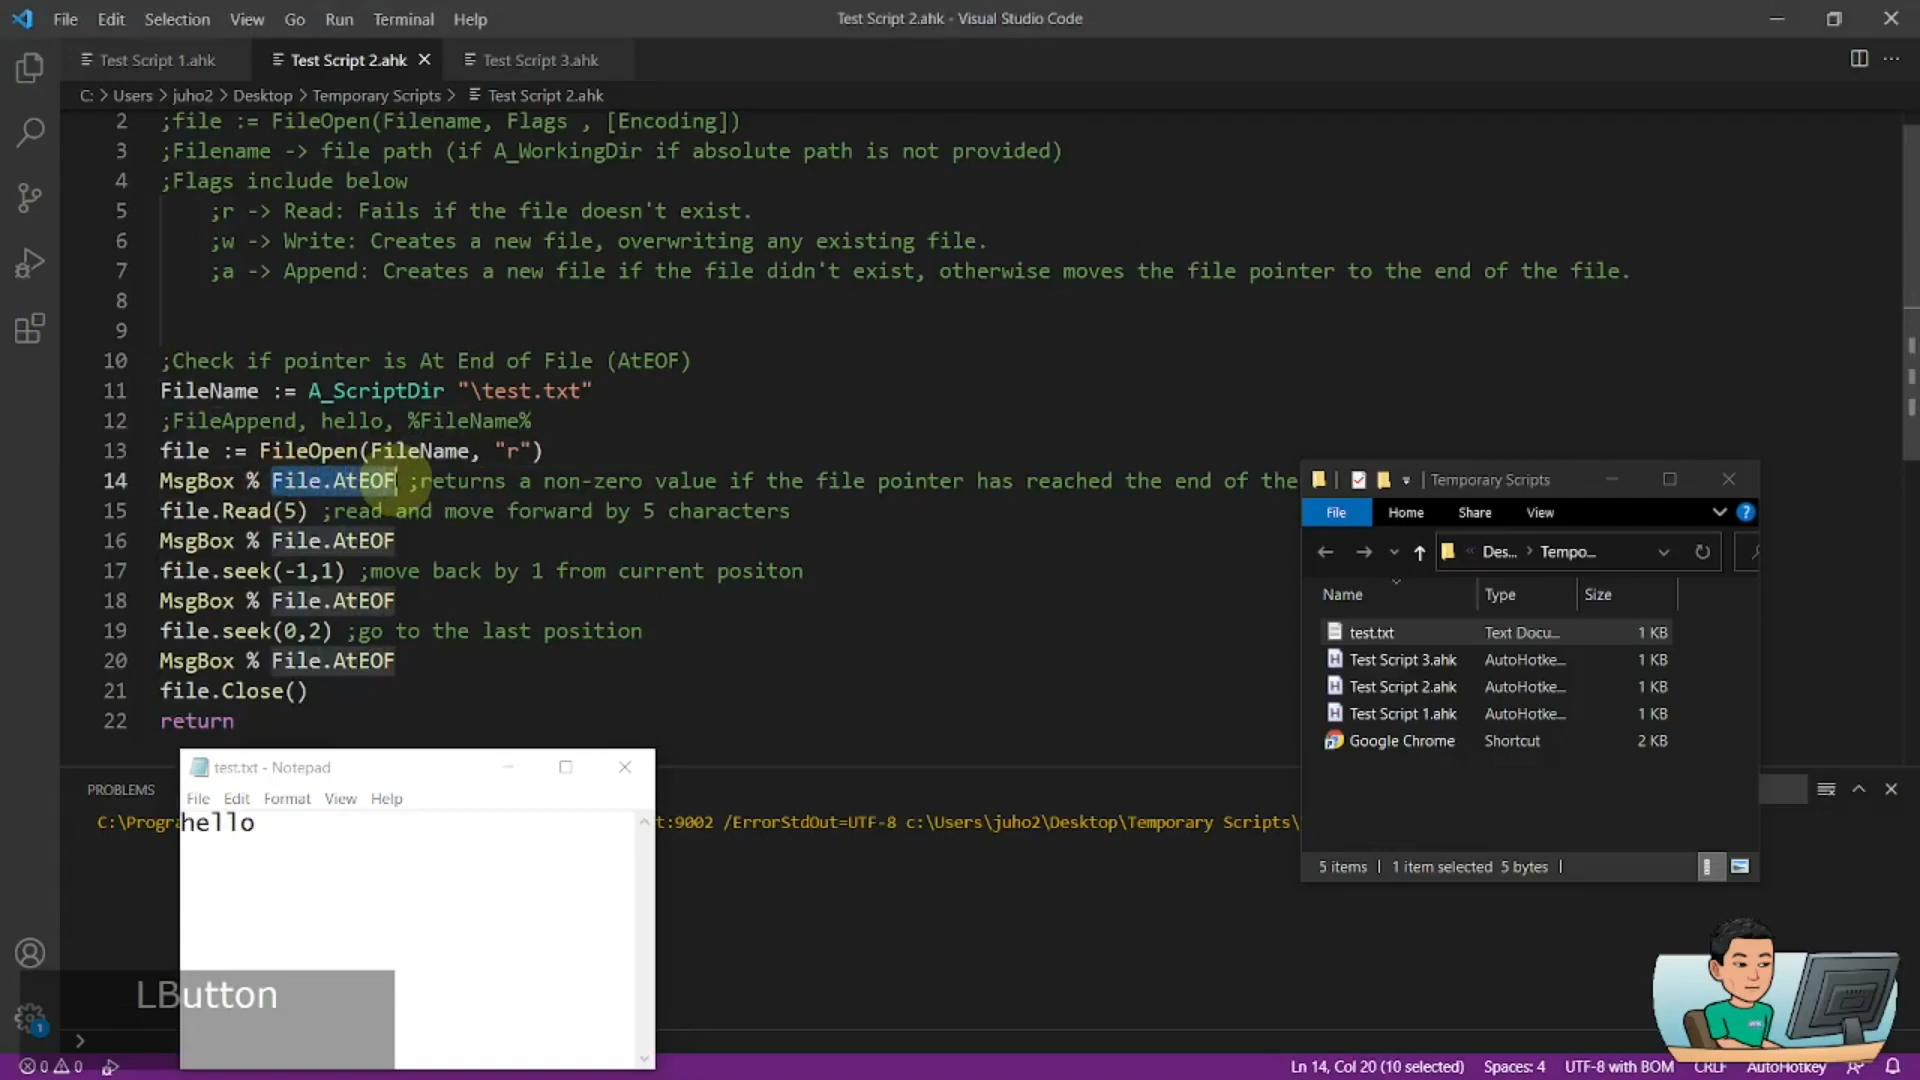 File Edit Selection View Go Run Terminal Help
Test Script 2.ahk - Visual Studio Code
Test Script 1.ahk
Test Script 2.ahk
Test Script 3.ahk
C: > Users > juho2 > Desktop > Temporary Scripts > Test Script 2.ahk
2 ;file := FileOpen(Filename, Flags , [Encoding])
3 ;Filename -> file path (if A_WorkingDir if absolute path is not provided)
4 ;Flags include below
5 ;r -> Read: Fails if the file doesn't exist.
6 ;w -> Write: Creates a new file, overwriting any existing file.
7 ;a -> Append: Creates a new file if the file didn't exist, otherwise moves the file pointer to the end of the file.
8
9
10 ;Check if pointer is At End of File (AtEOF)
11 FileName := A_ScriptDir "\test.txt"
12 ;FileAppend, hello, %FileName%
13 file := FileOpen(FileName, "r")
14 MsgBox % File.AtEOF ;returns a non-zero value if the file pointer has reached the end of the
15 file.Read(5) ;read and move forward by 5 characters
16 MsgBox % File.AtEOF
17 file.seek(-1,1) ;move back by 1 from current positon
18 MsgBox % File.AtEOF
19 file.seek(0,2) ;go to the last position
20 MsgBox % File.AtEOF
21 file.Close()
22 return
Temporary Scripts
File Home Share View
Des... > Tempo...
Name Type Size
test.txt Text Docu... 1 KB
Test Script 3.ahk AutoHotke... 1 KB
Test Script 2.ahk AutoHotke... 1 KB
Test Script 1.ahk AutoHotke... 1 KB
Google Chrome Shortcut 2 KB
5 items 1 item selected 5 bytes
PROBLEMS
C:\Progra
t:9002 /ErrorStdOut=UTF-8 c:\Users\juho2\Desktop\Temporary Scripts\
test.txt - Notepad
File Edit Format View Help
hello
LButton
1
0 0
Ln 14, Col 20 (10 selected) Spaces: 4 UTF-8 with BOM CRLF AutoHotkey